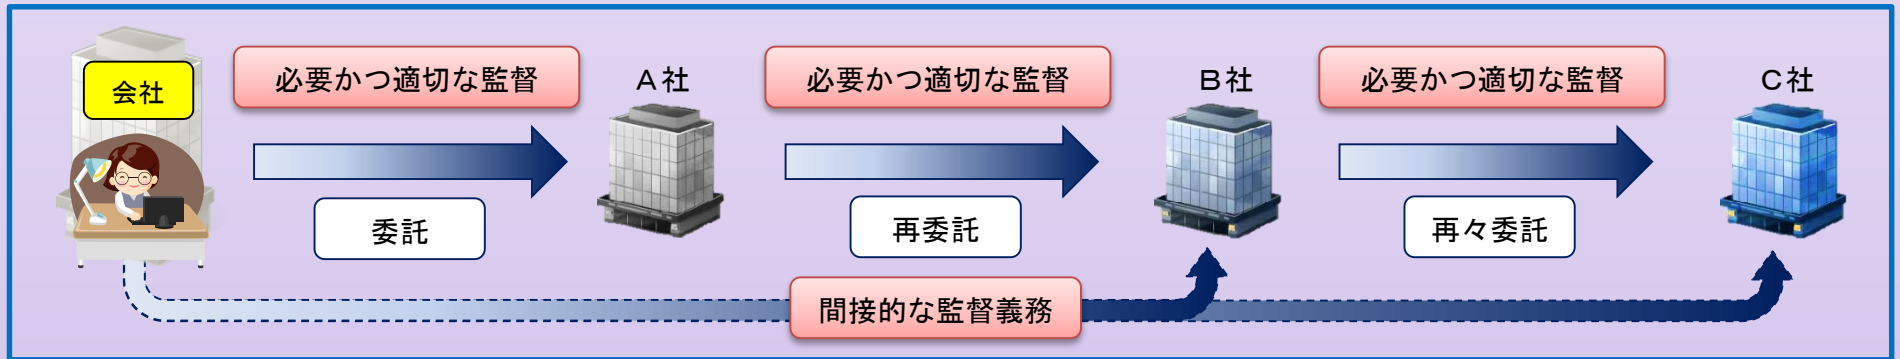 会社
必要かつ適切な監督
Ａ社
必要かつ適切な監督
Ｂ社
必要かつ適切な監督
Ｃ社
委託
再委託
再々委託
間接的な監督義務